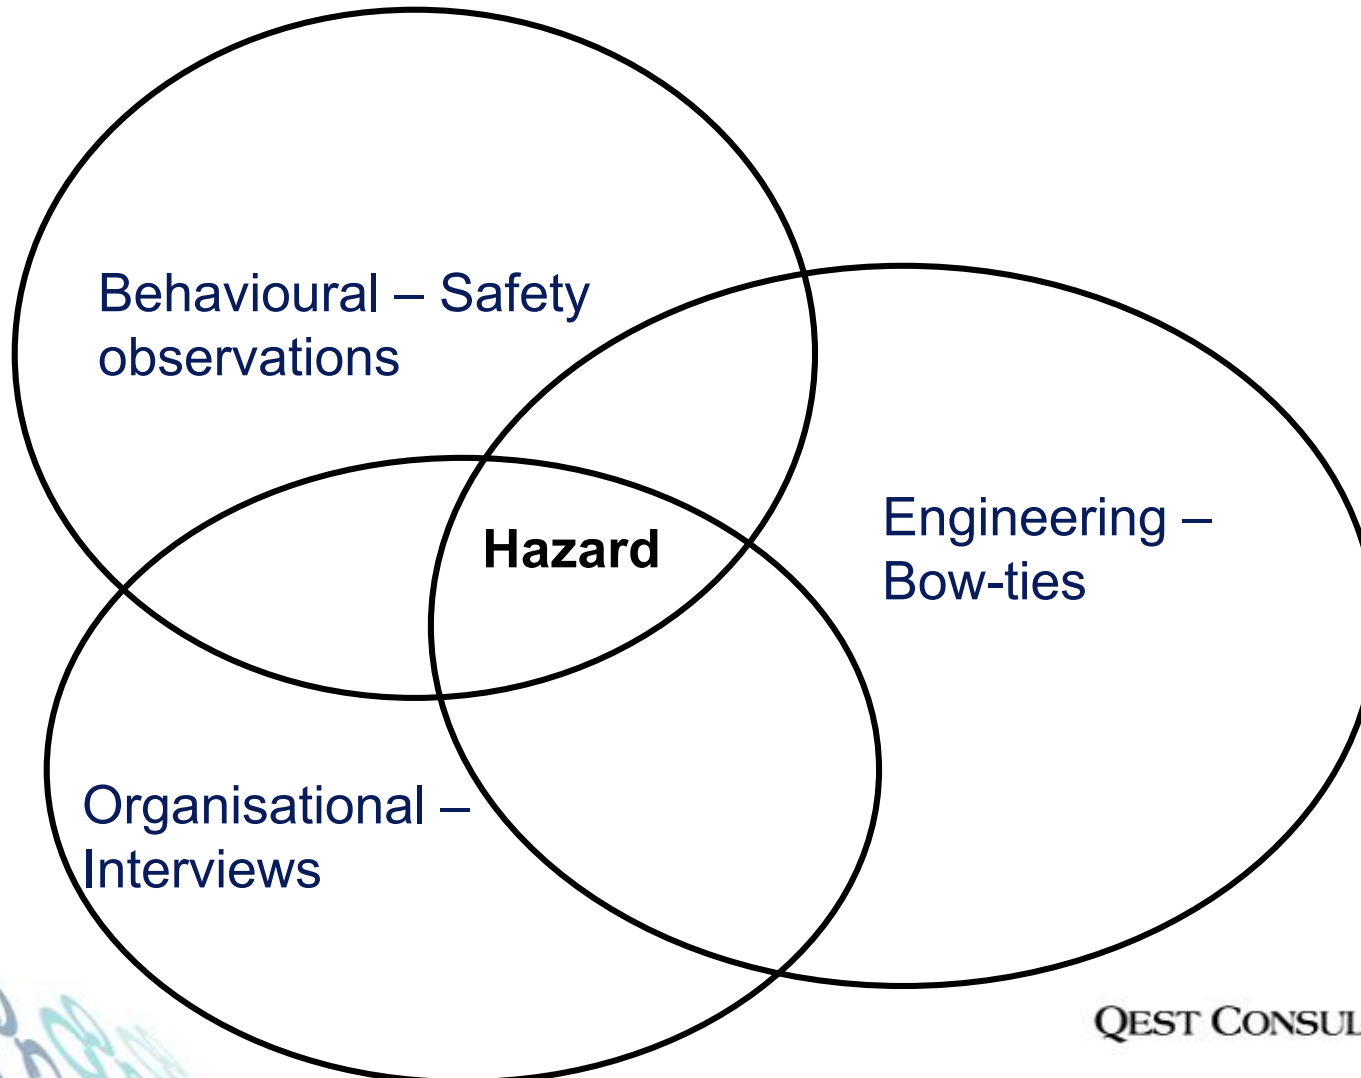 Behavioural – Safety
observations
Hazard
Engineering –
Bow-ties
Organisational –
Interviews
QEST CONSUL